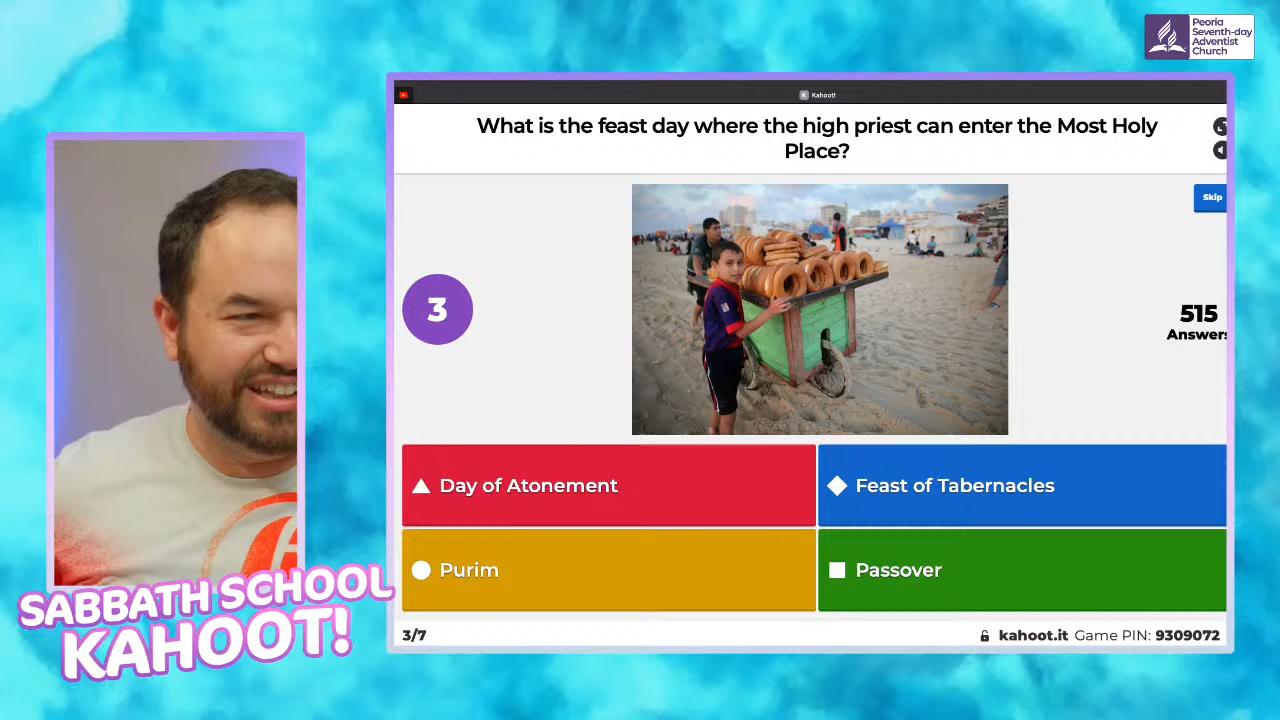 Peoria
Seventh-day
Adventist
Church
Kahoot!
What is the feast day where the high priest can enter the Most Holy
Place?
Skip
3
515
Answers
Day of Atonement
Feast of Tabernacles
Purim
Passover
3/7
kahoot.it Game PIN: 9309072
SABBATH SCHOOL
KAHOOT!